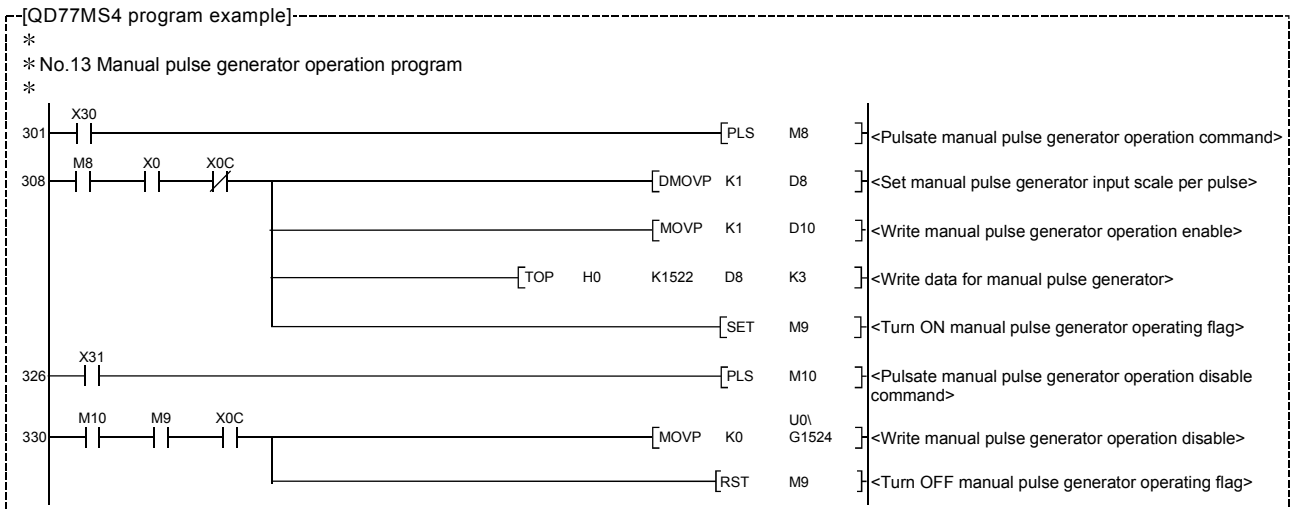 [QD77MS4 program example]
*
* No.13 Manual pulse generator operation program
*
X30
301 PLS M8 <Pulsate manual pulse generator operation command>
M8 X0 X0C
308 DMOVP K1 D8 <Set manual pulse generator input scale per pulse>
MOVP K1 D10 <Write manual pulse generator operation enable>
TOP H0 K1522 D8 K3 <Write data for manual pulse generator>
SET M9 <Turn ON manual pulse generator operating flag>
X31
326 PLS M10 <Pulsate manual pulse generator operation disable
command>
M10 M9 X0C U0\
330 MOVP K0 G1524 <Write manual pulse generator operation disable>
RST M9 <Turn OFF manual pulse generator operating flag>